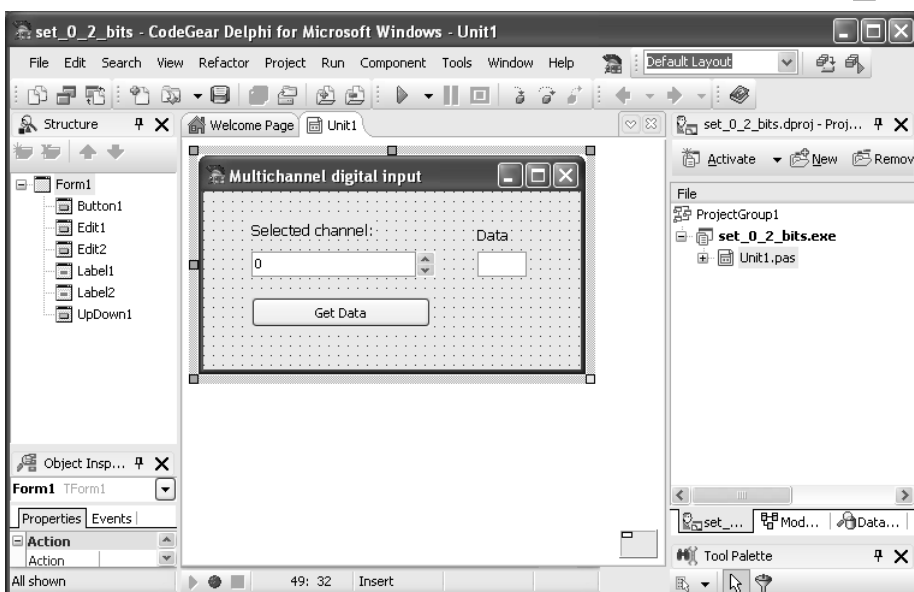 set_0_2_bits - CodeGear Delphi for Microsoft Windows - Unit1
File Edit Search View Refactor Project Run Component Tools Window Help
Default Layout
Structure
Welcome Page
Unit1
set_0_2_bits.dproj - Proj...
Activate
New
Remov
Form1
Button1
Edit1
Edit2
Label1
Label2
UpDown1
Multichannel digital input
Selected channel:
Data:
0
Get Data
File
ProjectGroup1
set_0_2_bits.exe
Unit1.pas
Object Insp...
Form1 TForm1
Properties Events
Action
Action
All shown
49: 32 Insert
set_...
Mod...
Data...
Tool Palette